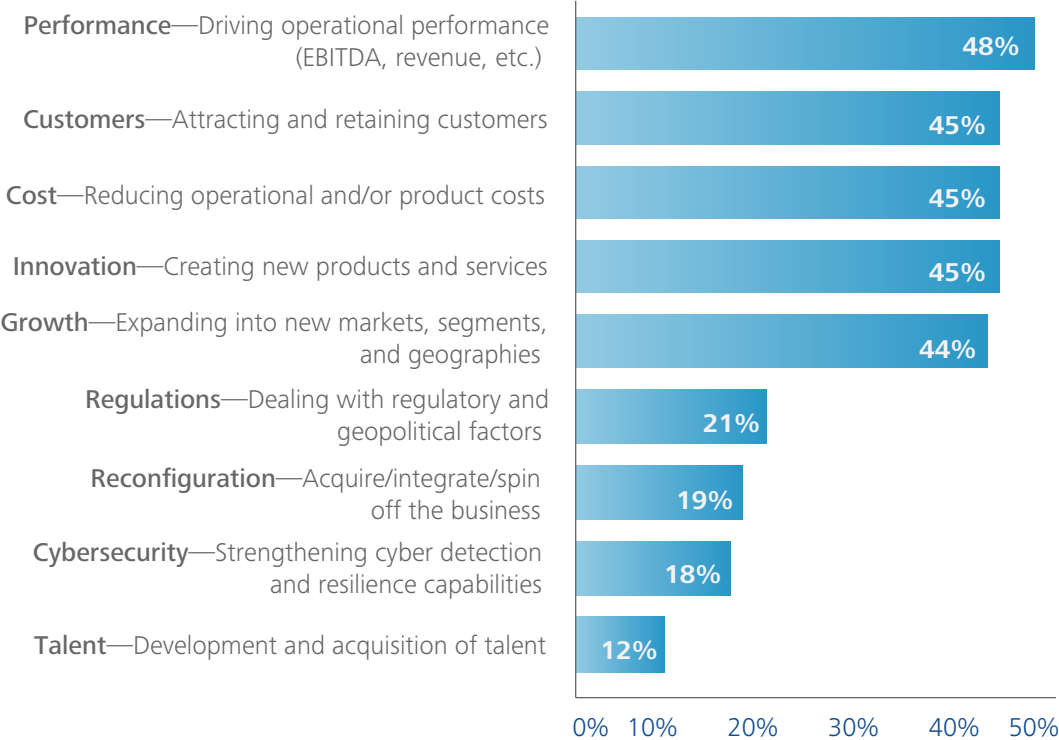 Performance—Driving operational performance
(EBITDA, revenue, etc.)
48%
Customers—Attracting and retaining customers
45%
Cost—Reducing operational and/or product costs
45%
Innovation—Creating new products and services
45%
Growth—Expanding into new markets, segments,
and geographies
44%
Regulations—Dealing with regulatory and
geopolitical factors
21%
Reconfiguration—Acquire/integrate/spin
off the business
19%
Cybersecurity—Strengthening cyber detection
and resilience capabilities
18%
Talent—Development and acquisition of talent
12%
0% 10% 20% 30% 40% 50%